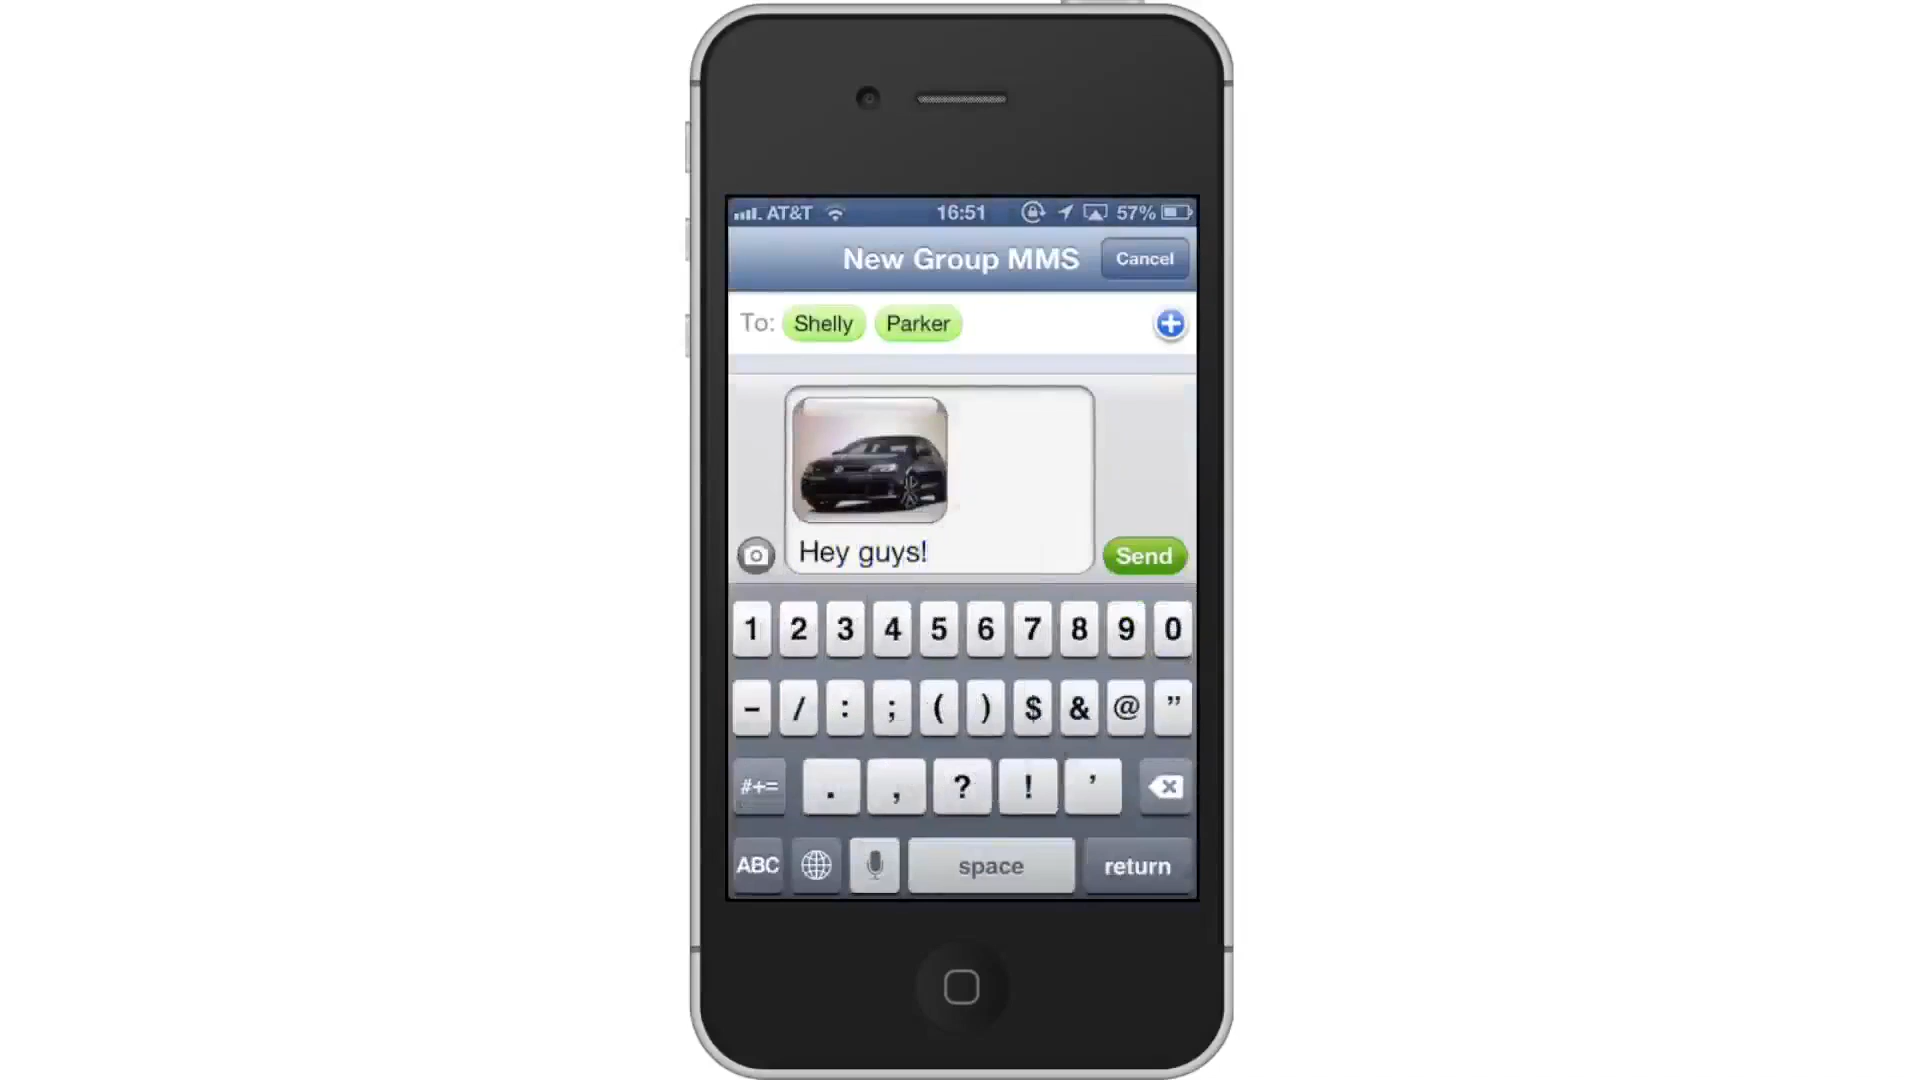 AT&T 16:51 57%
New Group MMS Cancel
To: Shelly Parker
Hey guys! Send
1 2 3 4 5 6 7 8 9 0
- / : ; ( ) $ & @ "
#+= . , ? ! '
ABC space return